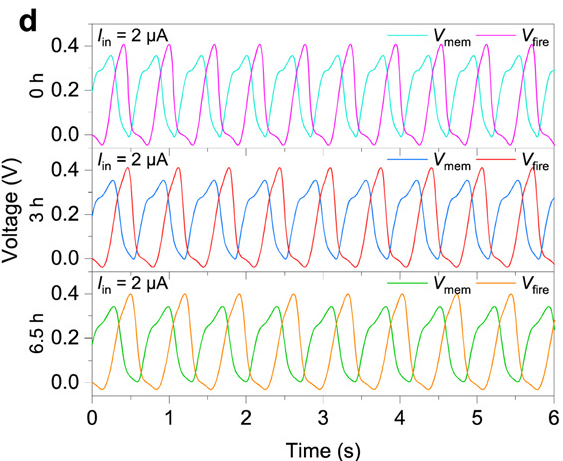 d
I_in = 2 µA V_mem V_fire
0.4
0.2
0.0
0 h
I_in = 2 µA V_mem V_fire
0.4
0.2
0.0
3 h
Voltage (V)
I_in = 2 µA V_mem V_fire
0.4
0.2
0.0
6.5 h
0 1 2 3 4 5 6
Time (s)